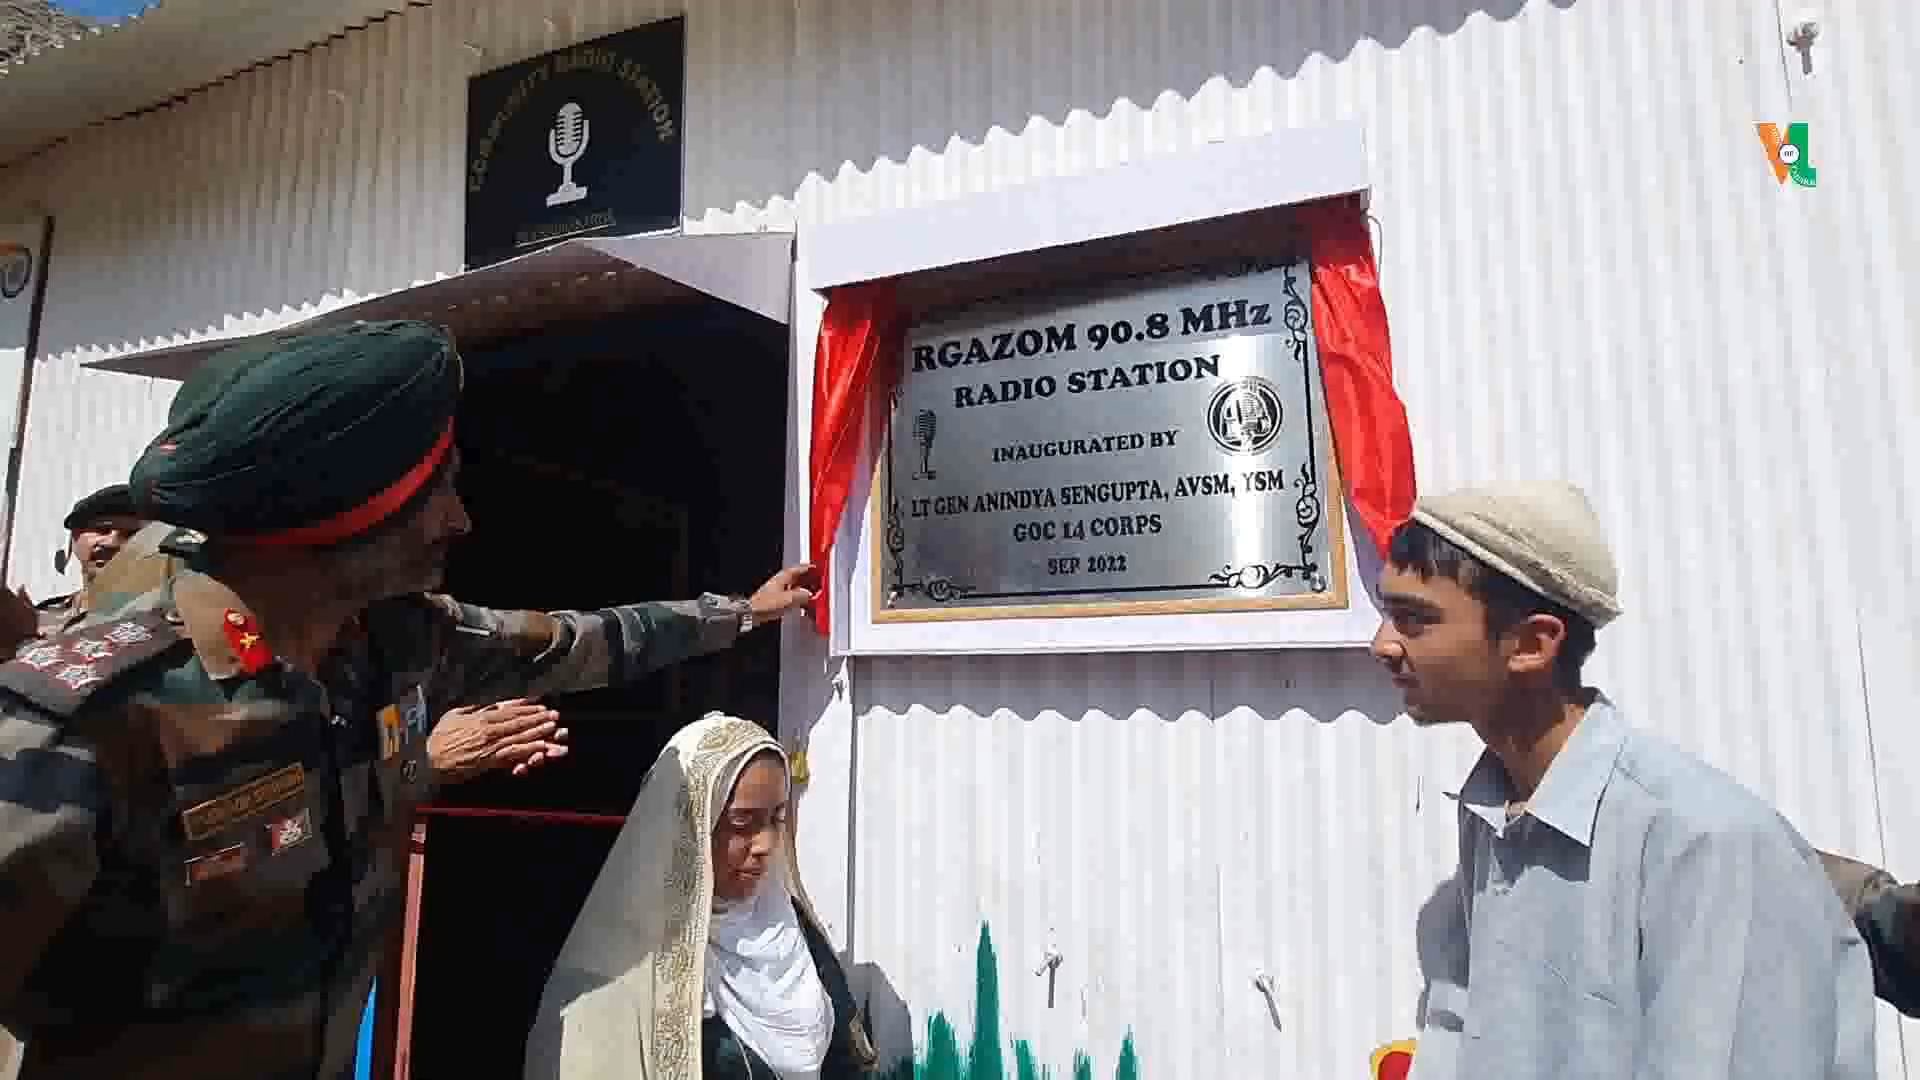 COMMUNITY RADIO STATION
RGAZOM 90.8 MHz
RADIO STATION
INAUGURATED BY
LT GEN ANINDYA SENGUPTA, AVSM, YSM
GOC 14 CORPS
SEP 2022